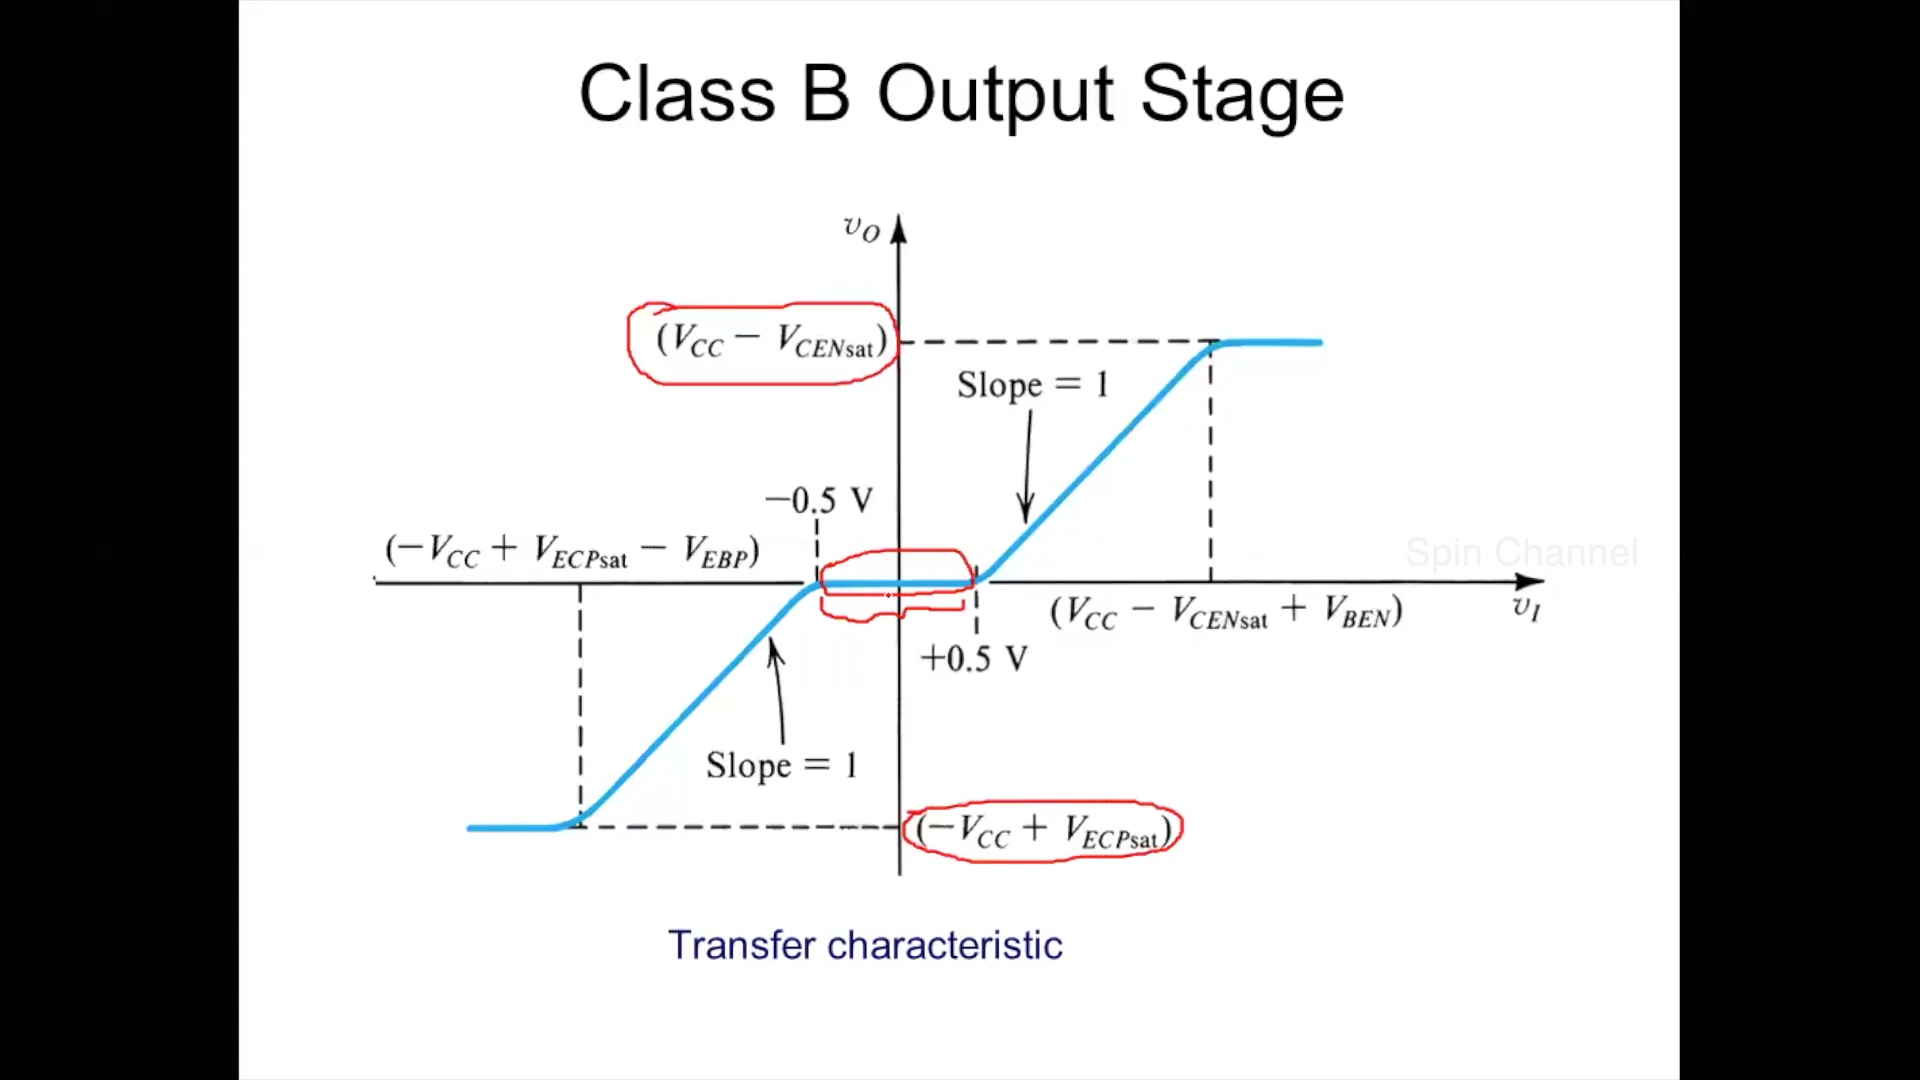 Class B Output Stage
v_O
(V_CC − V_CENsat)
Slope = 1
−0.5 V
(−V_CC + V_ECPsat − V_EBP)
Spin Channel
(V_CC − V_CENsat + V_BEN)
v_I
+0.5 V
Slope = 1
(−V_CC + V_ECPsat)
Transfer characteristic